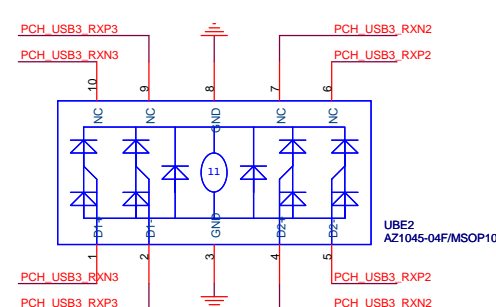 PCH_USB3_RXP3
PCH_USB3_RXN2
PCH_USB3_RXN3
PCH_USB3_RXP2
10
9
8
7
6
NC
NC
GND
NC
NC
11
D1+
D1-
GND
D2+
D2-
UBE2
AZ1045-04F/MSOP10
1
2
3
4
5
PCH_USB3_RXN3
PCH_USB3_RXP2
PCH_USB3_RXP3
PCH_USB3_RXN2